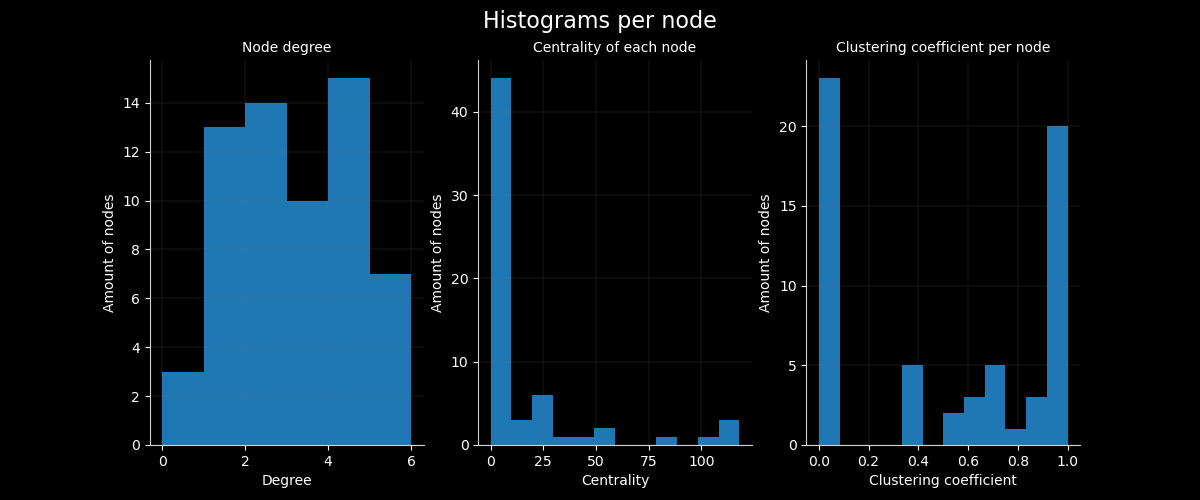 Histograms per node
Node degree
Amount of nodes
14
12
10
8
6
4
2
0
0 2 4 6
Degree
Centrality of each node
Amount of nodes
40
30
20
10
0
0 25 50 75 100
Centrality
Clustering coefficient per node
Amount of nodes
20
15
10
5
0
0.0 0.2 0.4 0.6 0.8 1.0
Clustering coefficient